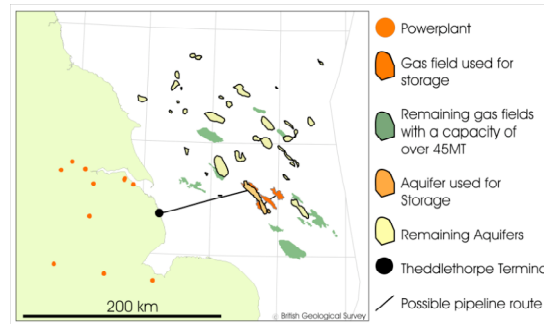 Powerplant
Gas field used for
storage
Remaining gas fields
with a capacity of
over 45MT
Aquifer used for
Storage
Remaining Aquifers
Theddlethorpe Termina
Possible pipeline route
200 km
© British Geological Survey